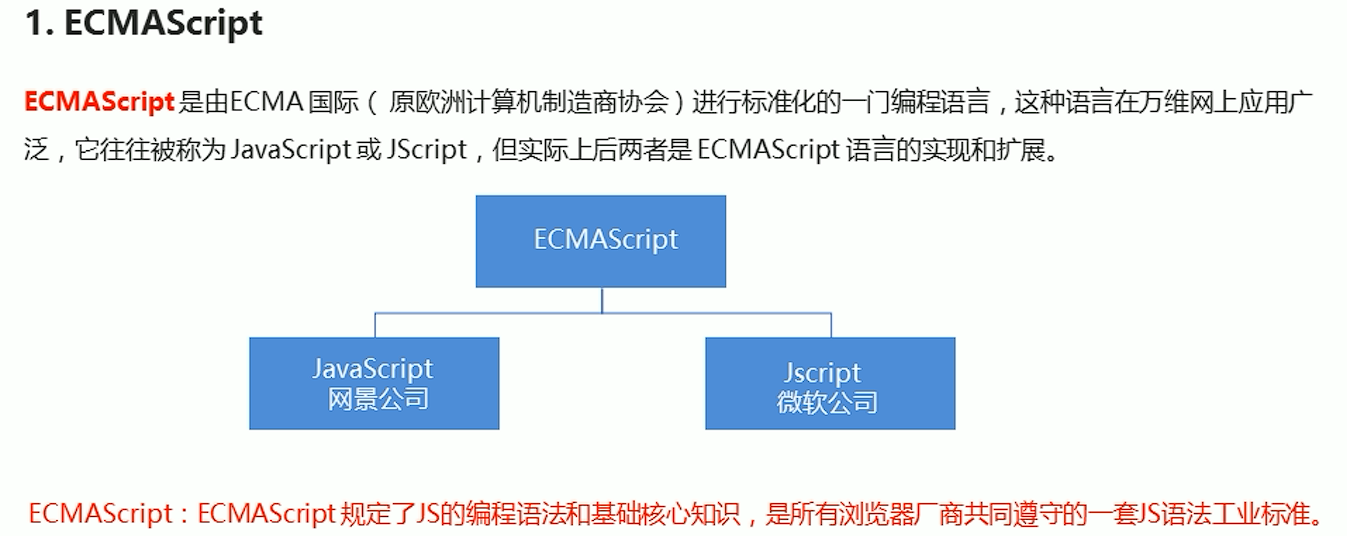 1. ECMAScript
ECMAScript 是由ECMA 国际（ 原欧洲计算机制造商协会）进行标准化的一门编程语言，这种语言在万维网上应用广
泛，它往往被称为 JavaScript 或 JScript，但实际上后两者是 ECMAScript 语言的实现和扩展。
ECMAScript
JavaScript
网景公司
Jscript
微软公司
ECMAScript：ECMAScript 规定了JS的编程语法和基础核心知识，是所有浏览器厂商共同遵守的一套JS语法工业标准。